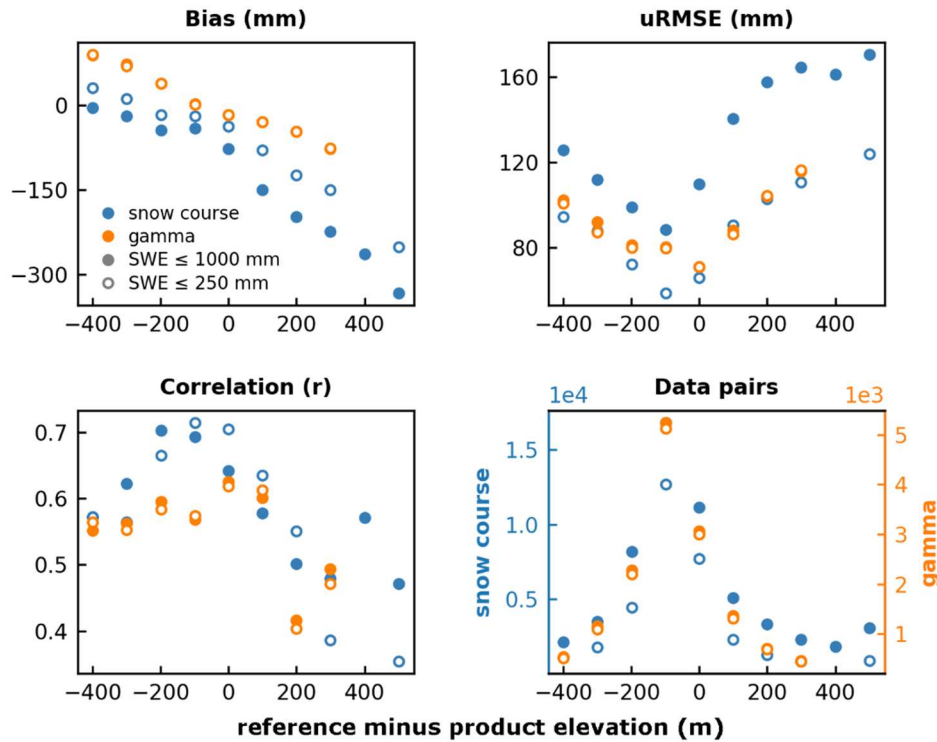 Bias (mm)
uRMSE (mm)
0
−150
−300
snow course
gamma
SWE ≤ 1000 mm
SWE ≤ 250 mm
−400 −200 0 200 400
160
120
80
−400 −200 0 200 400
Correlation (r)
Data pairs
0.7
0.6
0.5
0.4
−400 −200 0 200 400
1e4
1e3
snow course
1.5
1.0
0.5
5
4
3
2
1
gamma
−400 −200 0 200 400
reference minus product elevation (m)